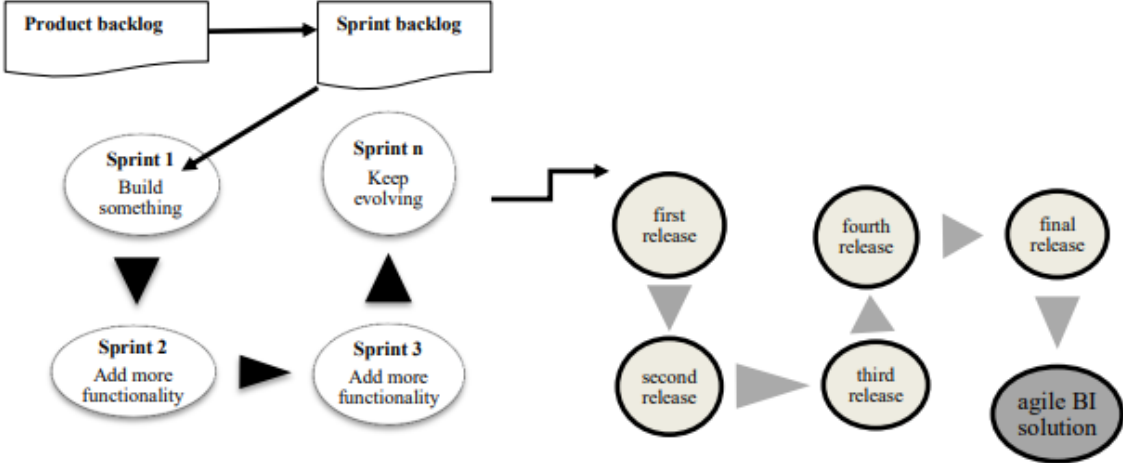 Product backlog
Sprint backlog
Sprint 1
Build
something
Sprint n
Keep
evolving
Sprint 2
Add more
functionality
Sprint 3
Add more
functionality
first
release
second
release
third
release
fourth
release
final
release
agile BI
solution